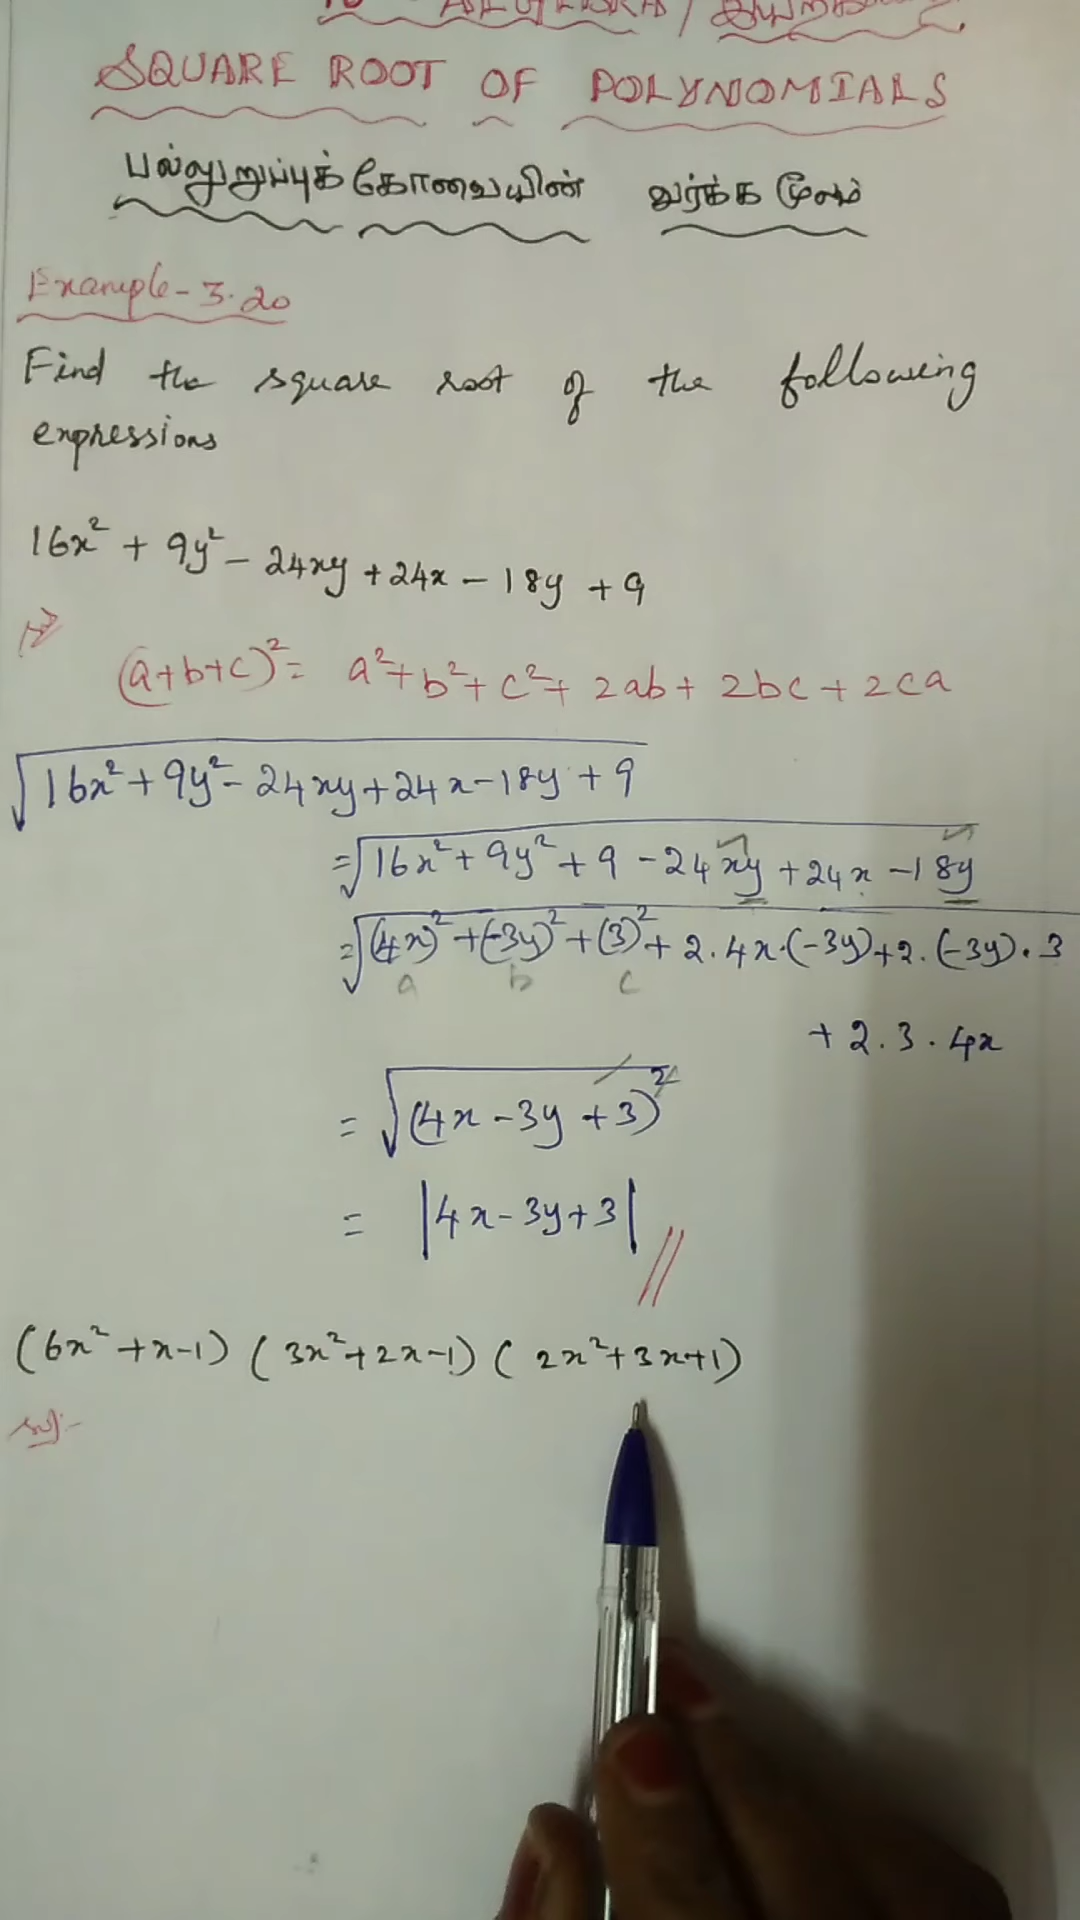 SQUARE ROOT OF POLYNOMIALS
பல்லுறுப்புக் கோவையின் வர்க்க மூலம்
Example-3.20
Find the square root of the following
expressions
16x² + 9y² - 24xy + 24x - 18y + 9
(a+b+c)² = a² + b² + c² + 2ab + 2bc + 2ca
√16x² + 9y² - 24xy + 24x - 18y + 9
= √16x² + 9y² + 9 - 24xy + 24x - 18y
= √(4x)² + (-3y)² + (3)² + 2.4x.(-3y) + 2.(-3y).3
a b c
+ 2.3.4x
= √(4x - 3y + 3)²
= |4x - 3y + 3| //
(6x² + x - 1) (3x² + 2x - 1) (2x² + 3x + 1)